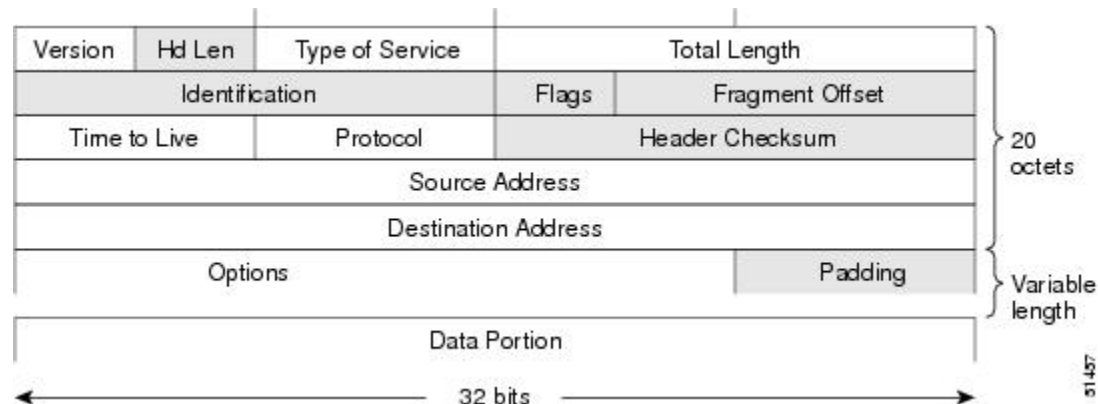 Version Hd Len Type of Service Total Length
Identification Flags Fragment Offset
Time to Live Protocol Header Checksum
20
octets
Source Address
Destination Address
Options Padding
Variable
length
Data Portion
32 bits
51457